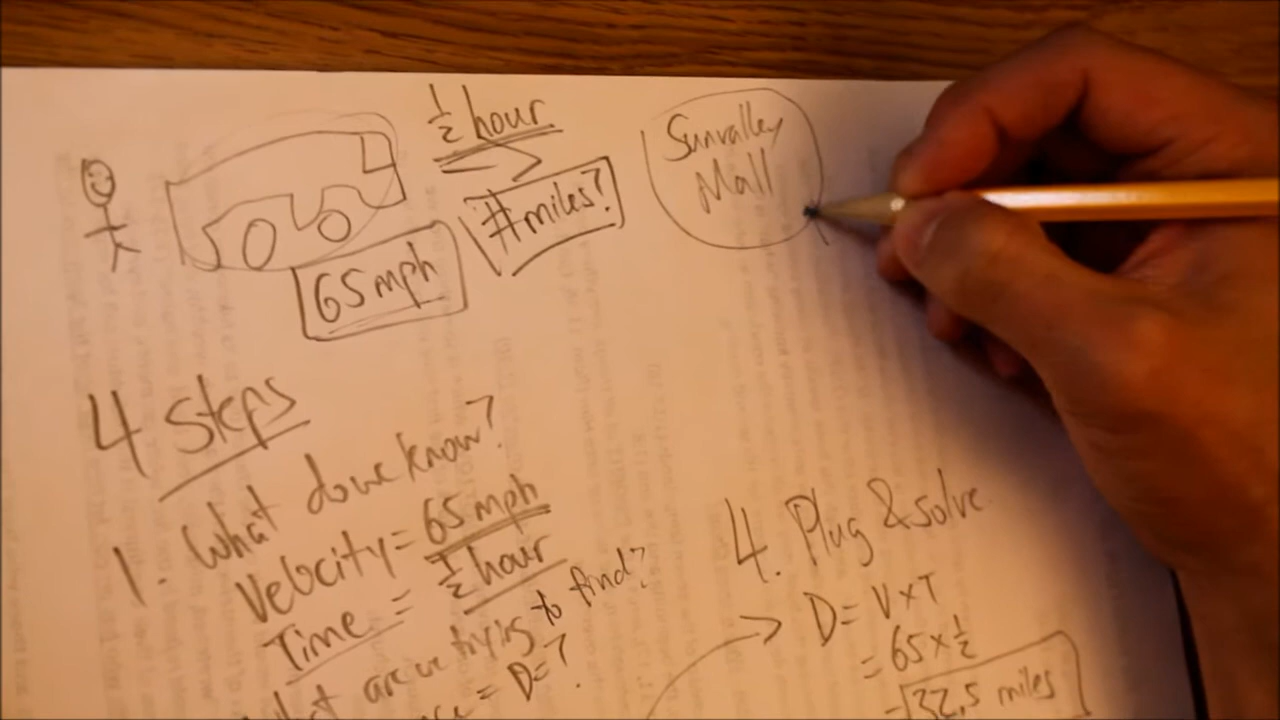 1/2 hour
Sunvalley
Mall
# miles?
65 mph
4 Steps
1. What do we know?
Velocity = 65 mph
Time = 1/2 hour
What are we trying to find?
= D=?
4. Plug & solve
D = V x T
= 65 x 1/2
= 32.5 miles